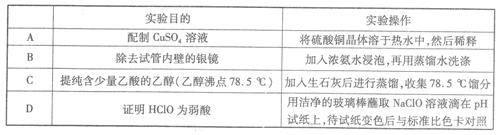 实验目的 实验操作
A 配制 CuSO₄ 溶液 将硫酸铜晶体溶于热水中,然后稀释
B 除去试管内壁的银镜 加入浓氨水浸泡,再用蒸馏水洗涤
C 提纯含少量乙酸的乙醇(乙醇沸点 78.5 ℃) 加入生石灰后进行蒸馏,收集 78.5 ℃馏分
D 证明 HClO 为弱酸 用洁净的玻璃棒蘸取 NaClO 溶液滴在 pH
试纸上,待试纸变色后与标准比色卡对照